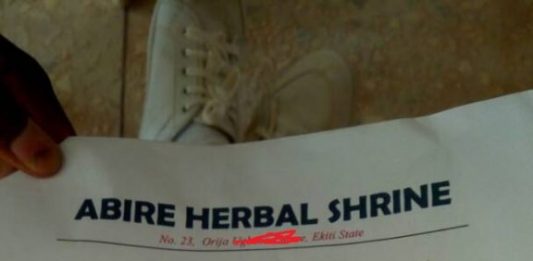 ABIRE HERBAL SHRINE
No. 23, Orija Ekiti State